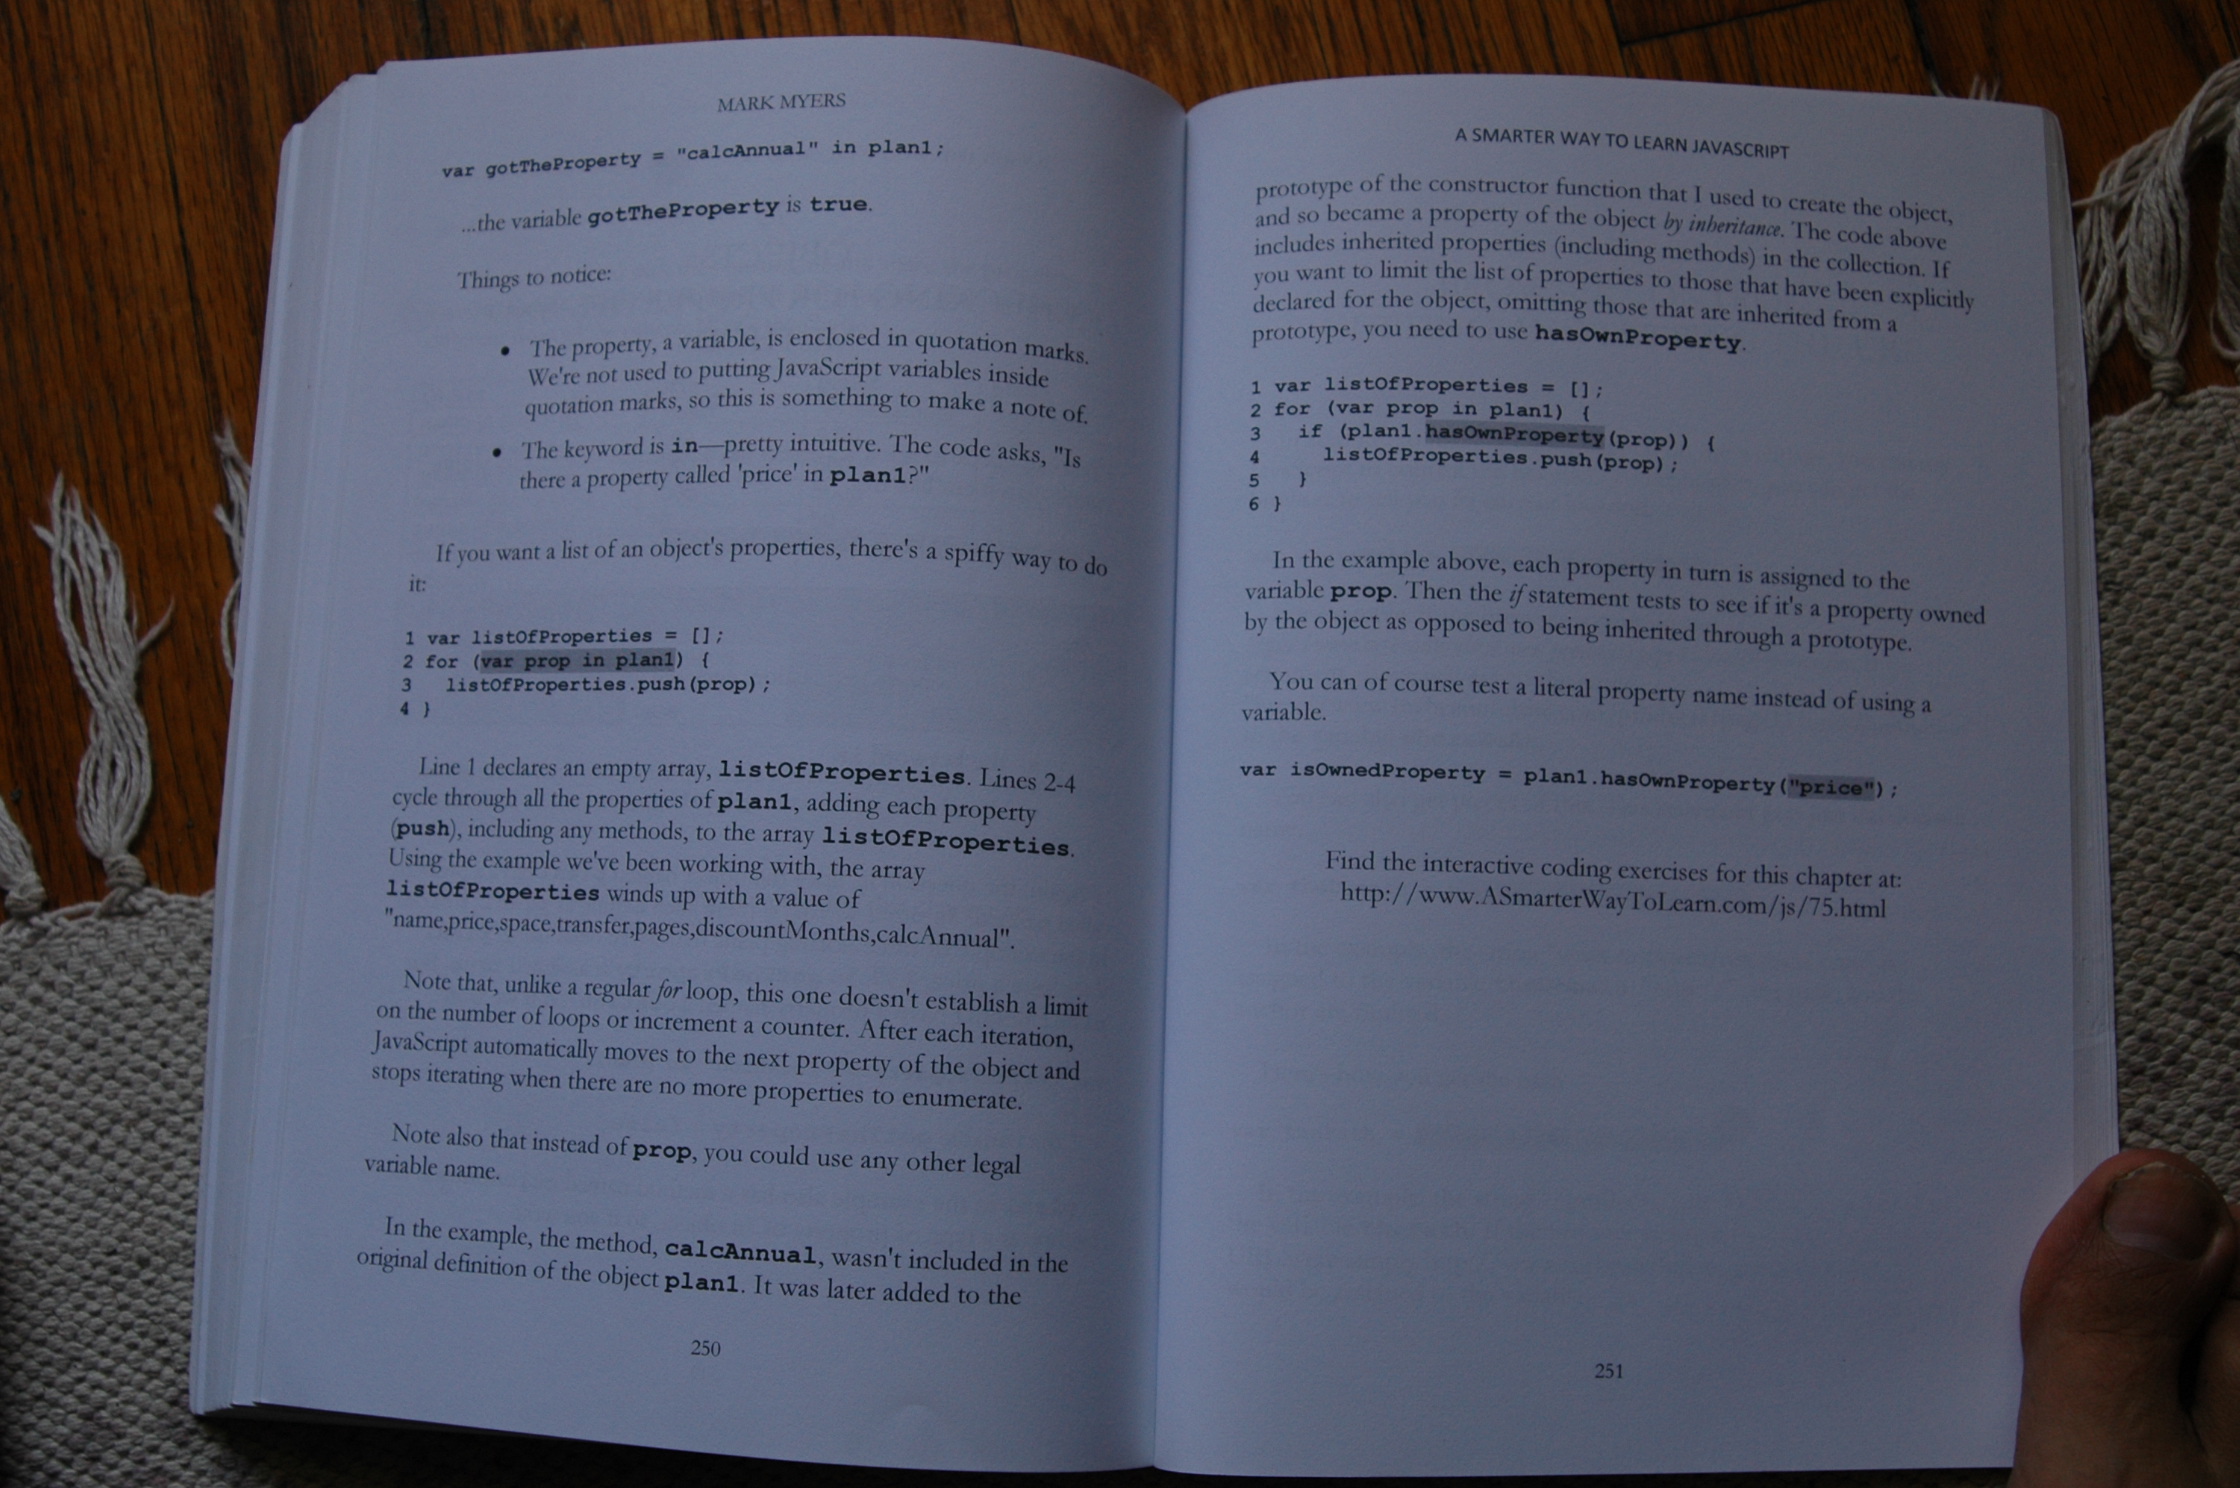 MARK MYERS
var gotTheProperty = "calcAnnual" in plan1;
...the variable gotTheProperty is true.
Things to notice:
• The property, a variable, is enclosed in quotation marks.
We're not used to putting JavaScript variables inside
quotation marks, so this is something to make a note of.
• The keyword is in—pretty intuitive. The code asks, "Is
there a property called 'price' in plan1?"
If you want a list of an object's properties, there's a spiffy way to do
it:
1 var listOfProperties = [];
2 for (var prop in plan1) {
3 listOfProperties.push(prop);
4 }
Line 1 declares an empty array, listOfProperties. Lines 2-4
cycle through all the properties of plan1, adding each property
(push), including any methods, to the array listOfProperties.
Using the example we've been working with, the array
listOfProperties winds up with a value of
"name,price,space,transfer,pages,discountMonths,calcAnnual".
Note that, unlike a regular for loop, this one doesn't establish a limit
on the number of loops or increment a counter. After each iteration,
JavaScript automatically moves to the next property of the object and
stops iterating when there are no more properties to enumerate.
Note also that instead of prop, you could use any other legal
variable name.
In the example, the method, calcAnnual, wasn't included in the
original definition of the object plan1. It was later added to the
250
A SMARTER WAY TO LEARN JAVASCRIPT
prototype of the constructor function that I used to create the object,
and so became a property of the object by inheritance. The code above
includes inherited properties (including methods) in the collection. If
you want to limit the list of properties to those that have been explicitly
declared for the object, omitting those that are inherited from a
prototype, you need to use hasOwnProperty.
1 var listOfProperties = [];
2 for (var prop in plan1) {
3 if (plan1.hasOwnProperty(prop)) {
4 listOfProperties.push(prop);
5 }
6 }
In the example above, each property in turn is assigned to the
variable prop. Then the if statement tests to see if it's a property owned
by the object as opposed to being inherited through a prototype.
You can of course test a literal property name instead of using a
variable.
var isOwnedProperty = plan1.hasOwnProperty("price");
Find the interactive coding exercises for this chapter at:
http://www.ASmarterWayToLearn.com/js/75.html
251